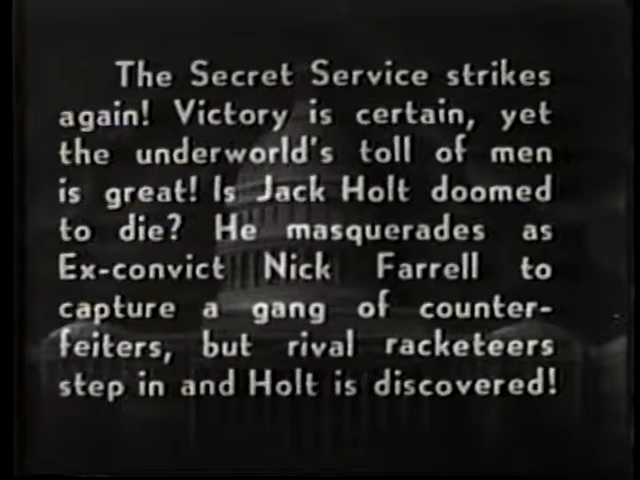 The Secret Service strikes
again! Victory is certain, yet
the underworld's toll of men
is great! Is Jack Holt doomed
to die? He masquerades as
Ex-convict Nick Farrell to
capture a gang of counter-
feiters, but rival racketeers
step in and Holt is discovered!